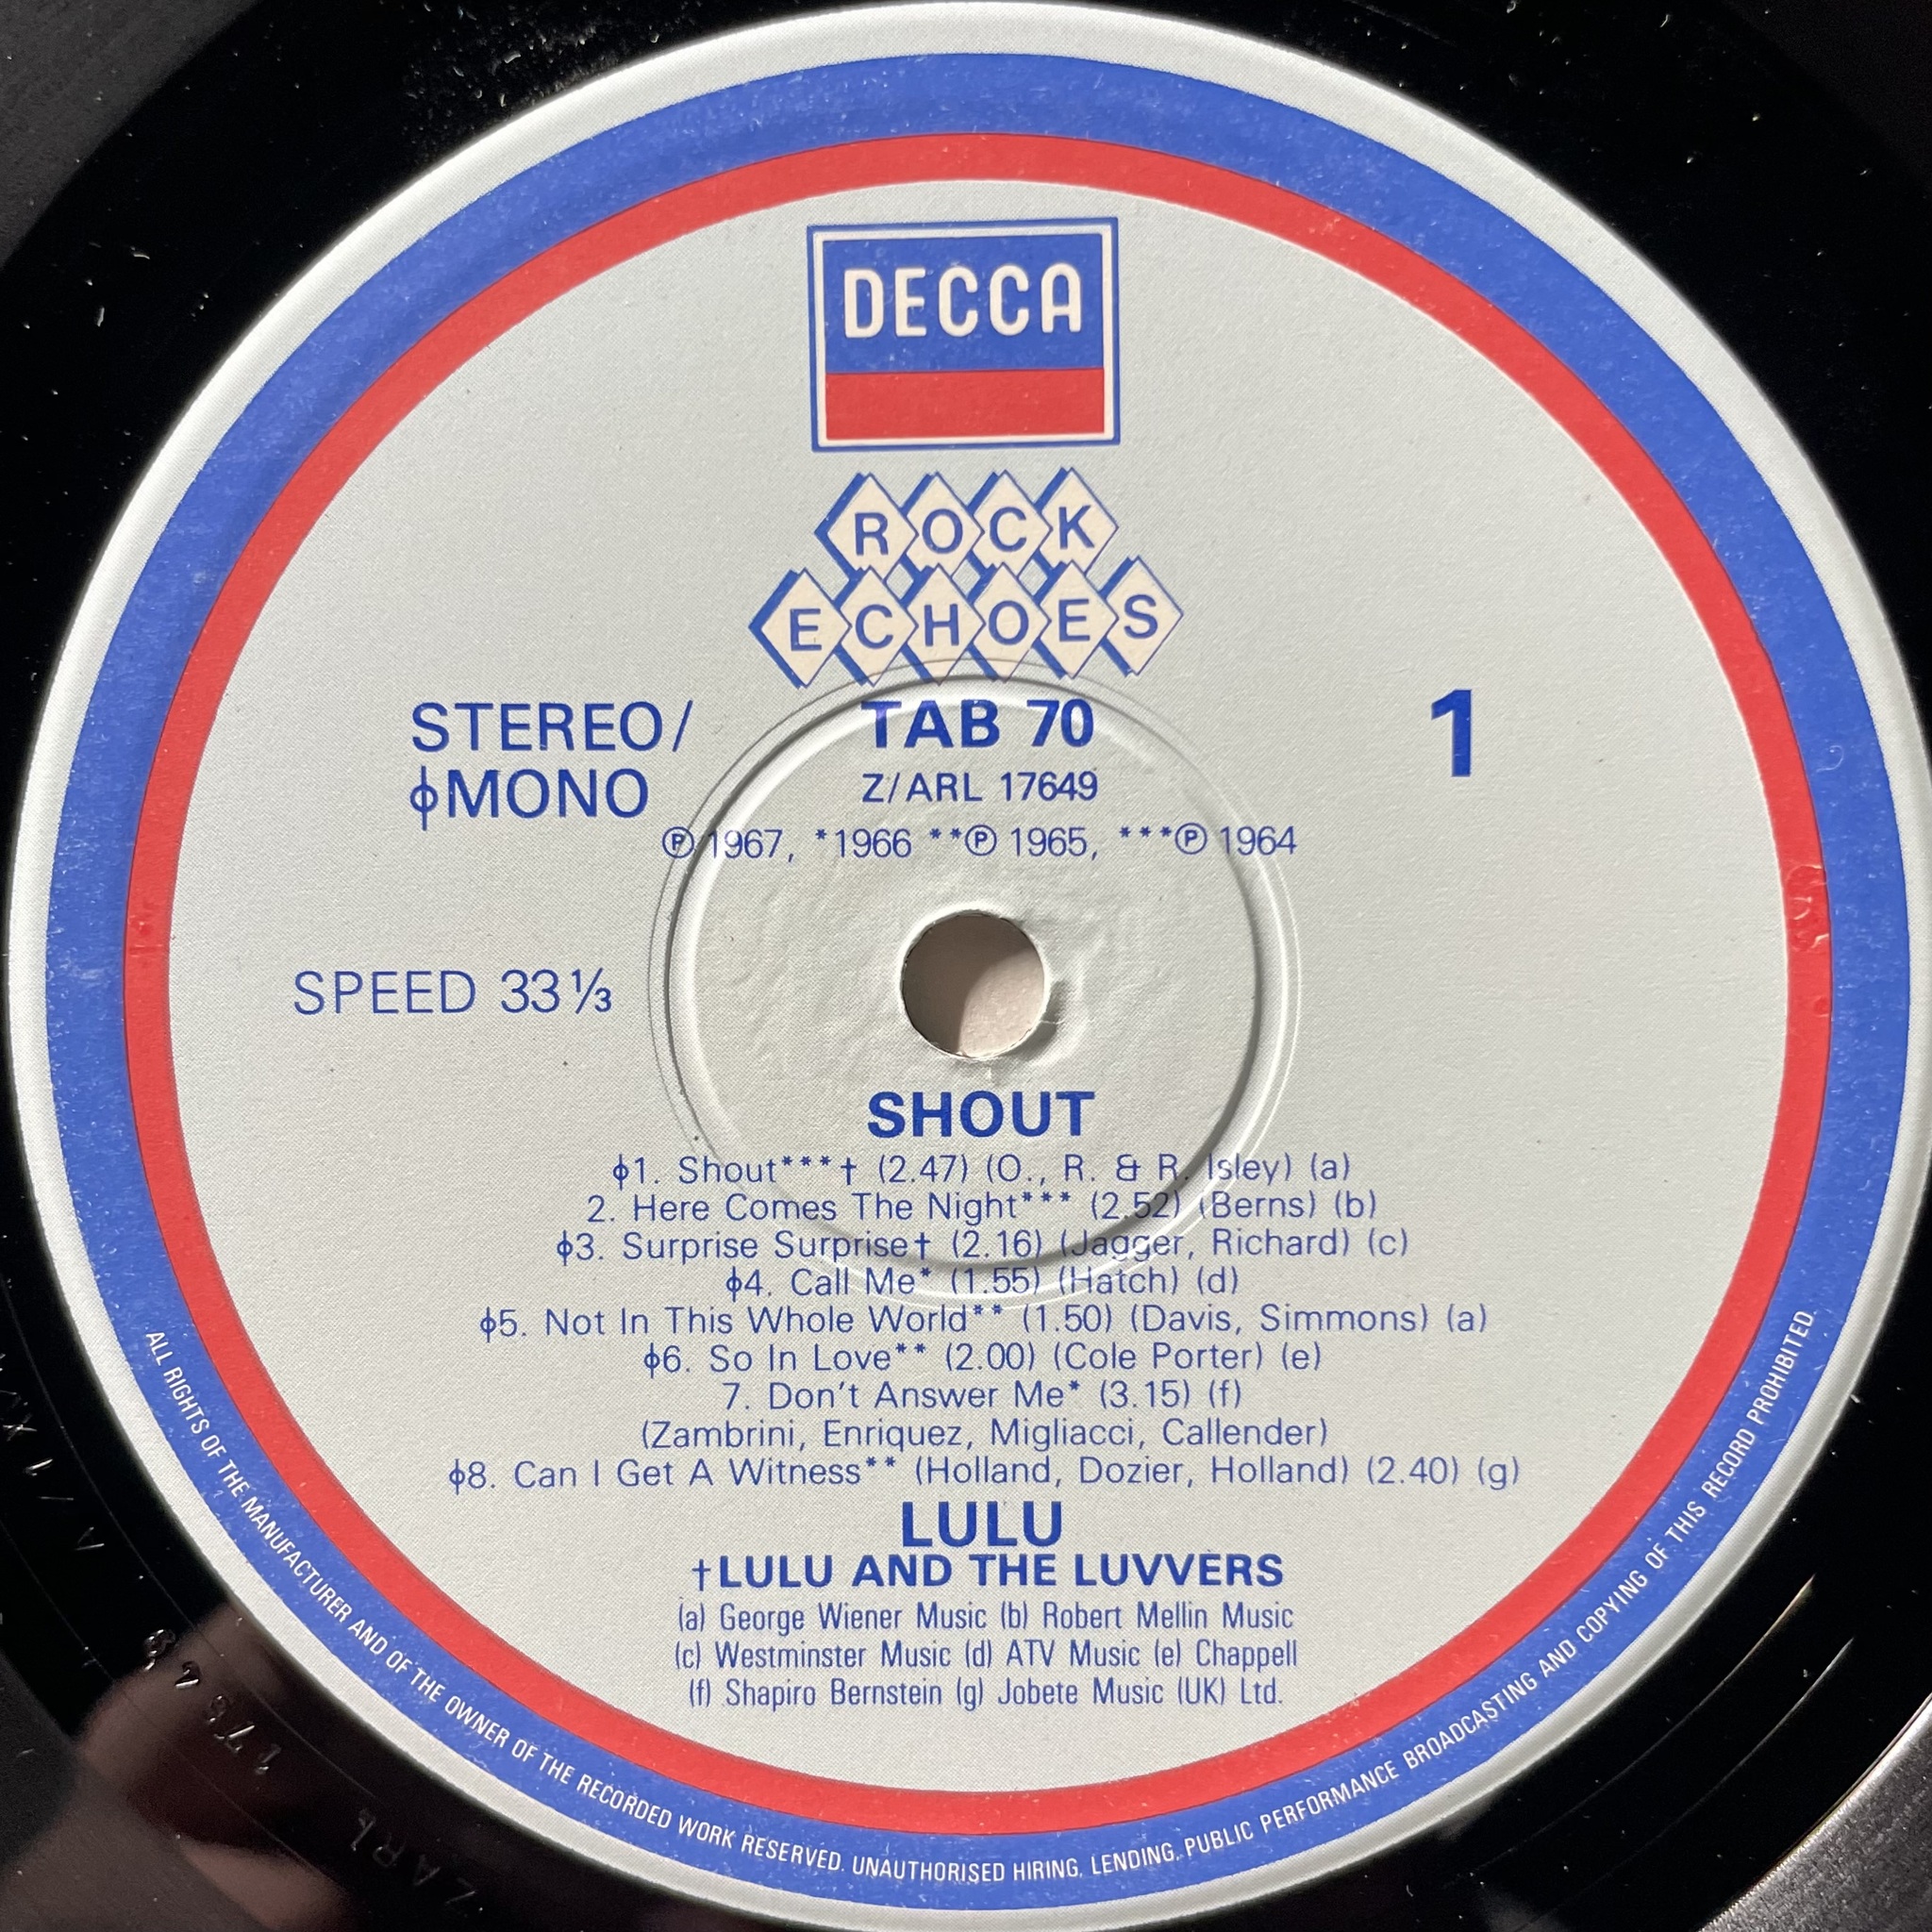 DECCA
ROCK
ECHOES
STEREO/
ϕMONO
TAB 70
Z/ARL 17649
℗ 1967, *1966 **℗ 1965, ***℗ 1964
1
SPEED 33⅓
SHOUT
ϕ1. Shout***† (2.47) (O., R. & R. Isley) (a)
2. Here Comes The Night*** (2.52) (Berns) (b)
ϕ3. Surprise Surprise† (2.16) (Jagger, Richard) (c)
ϕ4. Call Me* (1.55) (Hatch) (d)
ϕ5. Not In This Whole World** (1.50) (Davis, Simmons) (a)
ϕ6. So In Love** (2.00) (Cole Porter) (e)
7. Don't Answer Me* (3.15) (f)
(Zambrini, Enriquez, Migliacci, Callender)
ϕ8. Can I Get A Witness** (Holland, Dozier, Holland) (2.40) (g)
LULU
†LULU AND THE LUVVERS
(a) George Wiener Music (b) Robert Mellin Music
(c) Westminster Music (d) ATV Music (e) Chappell
(f) Shapiro Bernstein (g) Jobete Music (UK) Ltd.
ALL RIGHTS OF THE MANUFACTURER AND OF THE OWNER OF THE RECORDED WORK RESERVED. UNAUTHORISED HIRING, LENDING, PUBLIC PERFORMANCE BROADCASTING AND COPYING OF THIS RECORD PROHIBITED.